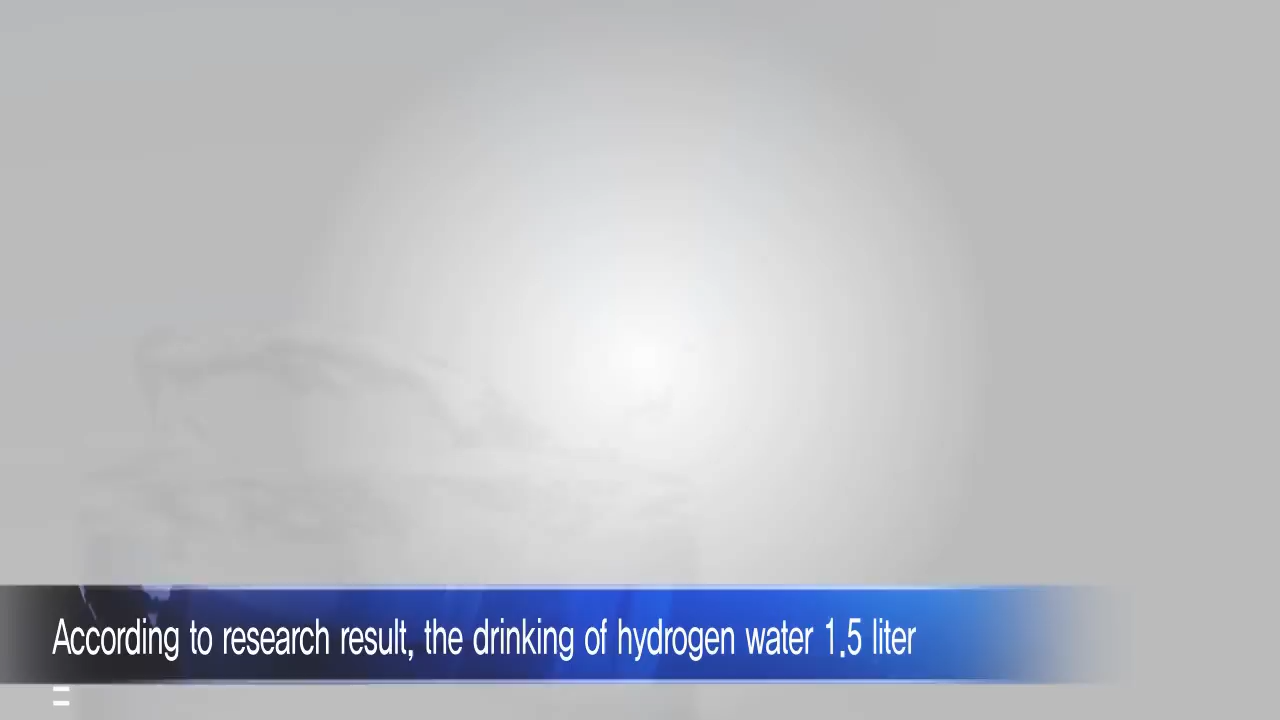 According to research result, the drinking of hydrogen water 1.5 liter